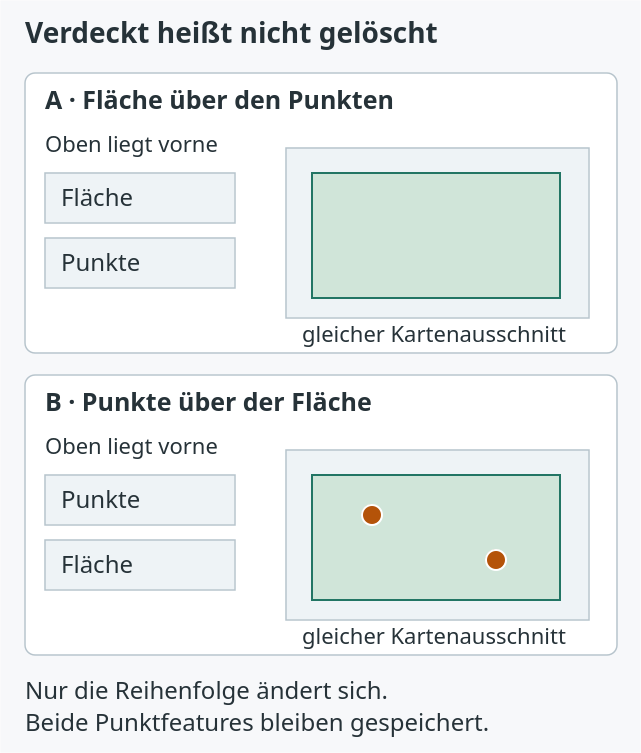 Verdeckt heißt nicht gelöscht
A · Fläche über den Punkten
Oben liegt vorne
Fläche
Punkte
gleicher Kartenausschnitt
B · Punkte über der Fläche
Oben liegt vorne
Punkte
Fläche
gleicher Kartenausschnitt
Nur die Reihenfolge ändert sich.
Beide Punktfeatures bleiben gespeichert.